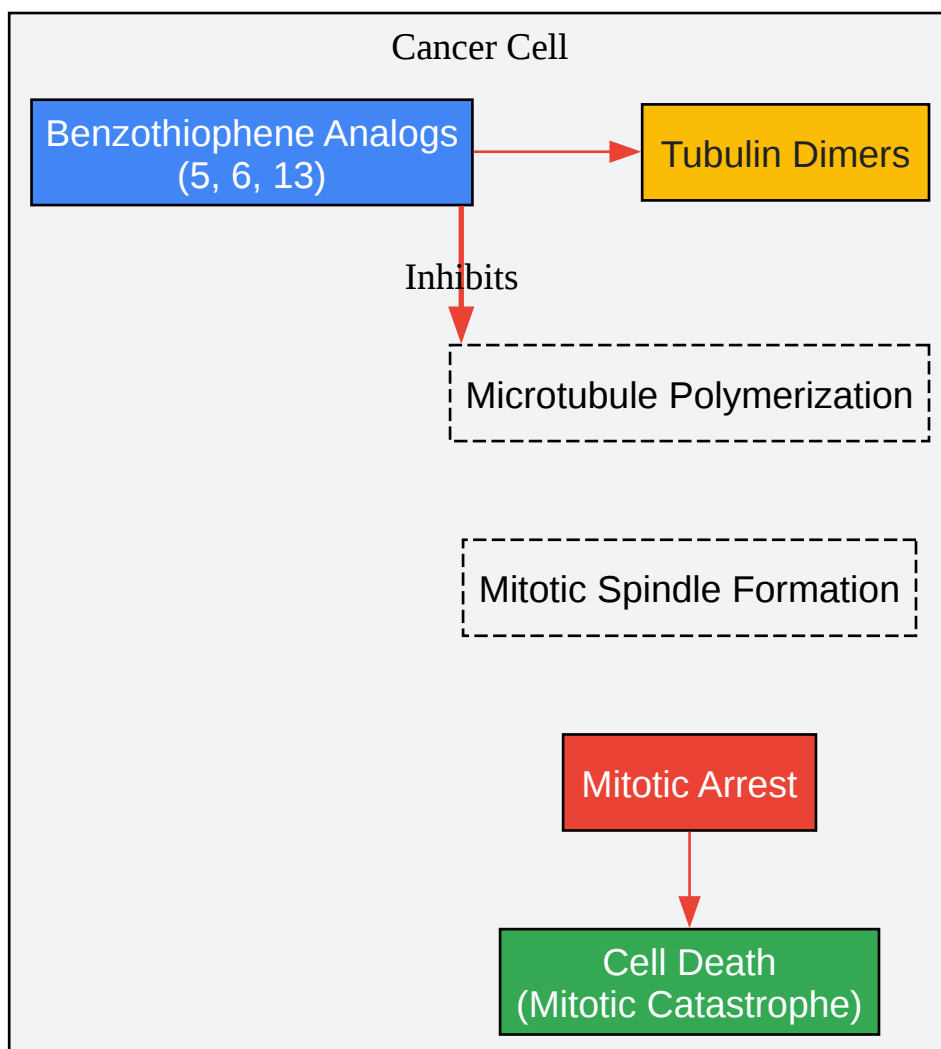 Cancer Cell
Benzothiophene Analogs
(5, 6, 13)
Tubulin Dimers
Inhibits
Microtubule Polymerization
Mitotic Spindle Formation
Mitotic Arrest
Cell Death
(Mitotic Catastrophe)